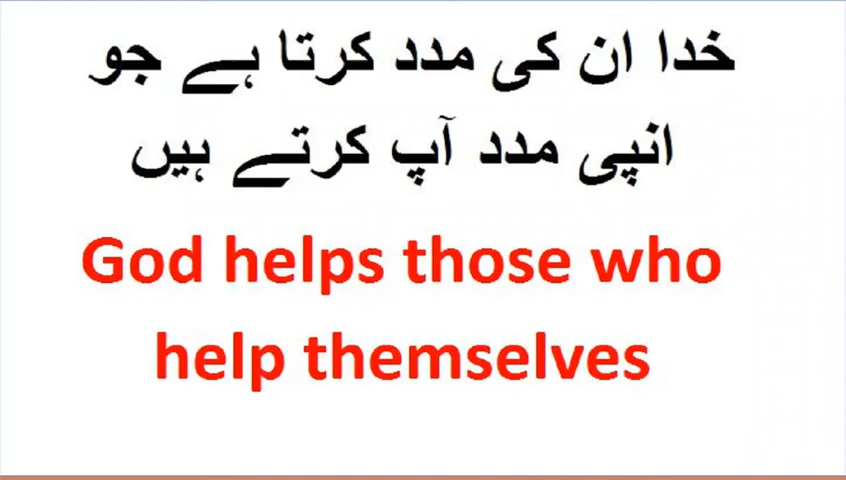 خدا ان کی مدد کرتا ہے جو
انپی مدد آپ کرتے ہیں
God helps those who
help themselves